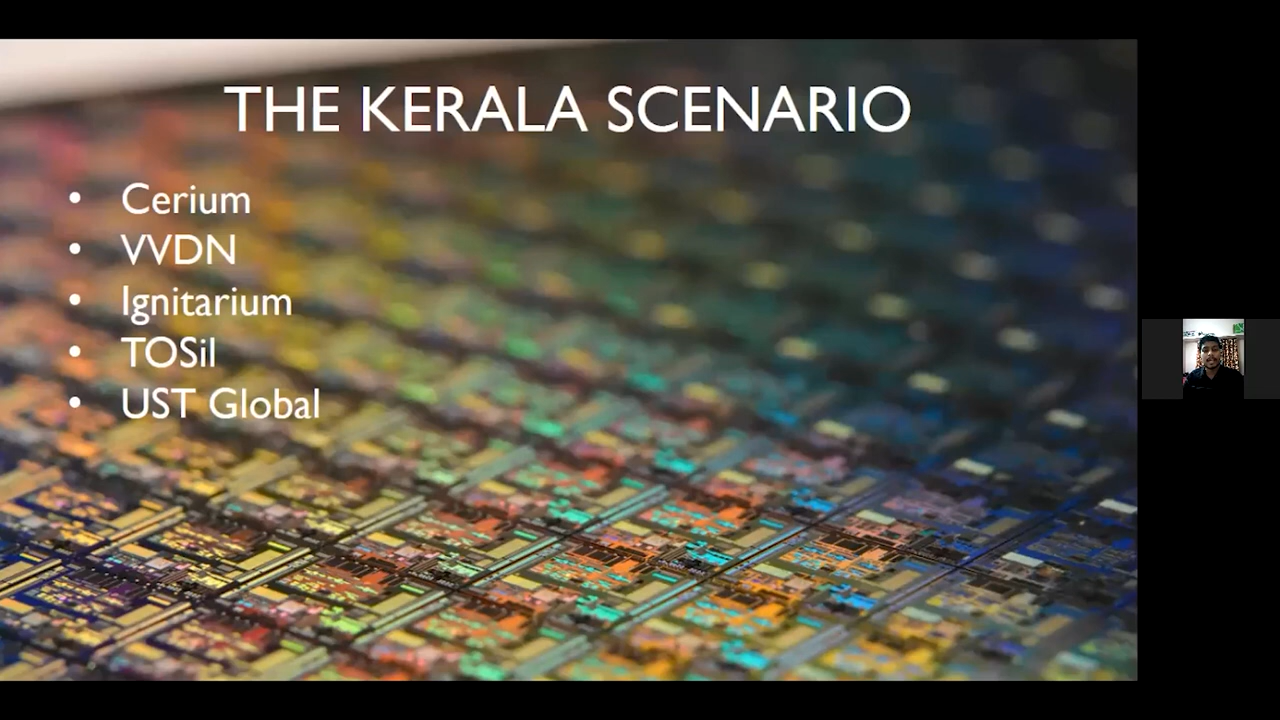 THE KERALA SCENARIO
• Cerium
• VVDN
• Ignitarium
• TOSil
• UST Global